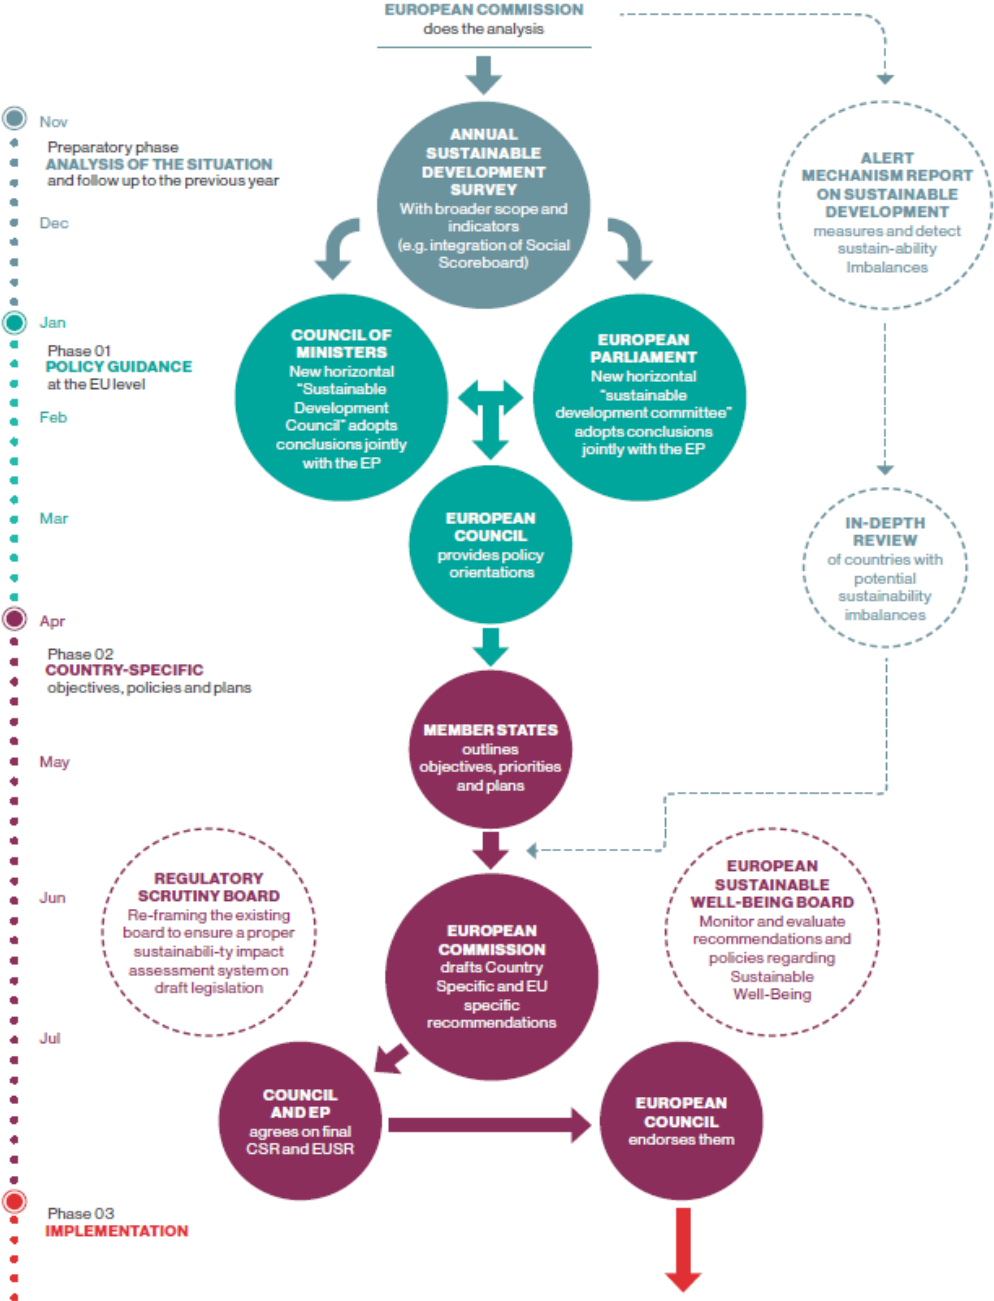 EUROPEAN COMMISSION
does the analysis
Nov
Preparatory phase
ANALYSIS OF THE SITUATION
and follow up to the previous year
Dec
ANNUAL
SUSTAINABLE
DEVELOPMENT
SURVEY
With broader scope and
indicators
(e.g. integration of Social
Scoreboard)
ALERT
MECHANISM REPORT
ON SUSTAINABLE
DEVELOPMENT
measures and detect
sustain-ability
Imbalances
Jan
Phase 01
POLICY GUIDANCE
at the EU level
Feb
Mar
COUNCIL OF
MINISTERS
New horizontal
"Sustainable
Development
Council" adopts
conclusions jointly
with the EP
EUROPEAN
PARLIAMENT
New horizontal
"sustainable
development committee"
adopts conclusions
jointly with the EP
EUROPEAN
COUNCIL
provides policy
orientations
IN-DEPTH
REVIEW
of countries with
potential
sustainability
imbalances
Apr
Phase 02
COUNTRY-SPECIFIC
objectives, policies and plans
May
MEMBER STATES
outlines
objectives, priorities
and plans
Jun
REGULATORY
SCRUTINY BOARD
Re-framing the existing
board to ensure a proper
sustainabili-ty impact
assessment system on
draft legislation
EUROPEAN
COMMISSION
drafts Country
Specific and EU
specific
recommendations
EUROPEAN
SUSTAINABLE
WELL-BEING BOARD
Monitor and evaluate
recommendations and
policies regarding
Sustainable
Well-Being
Jul
COUNCIL
AND EP
agrees on final
CSR and EUSR
EUROPEAN
COUNCIL
endorses them
Phase 03
IMPLEMENTATION